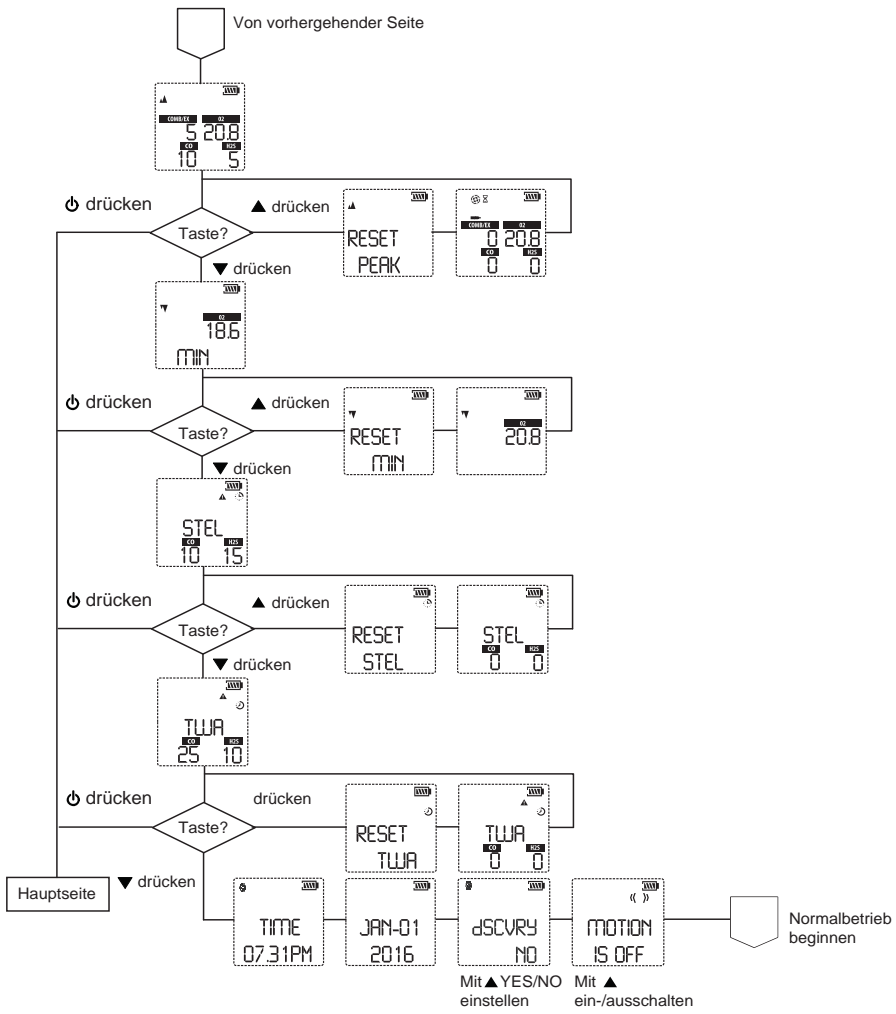 Von vorhergehender Seite
COMB/EX O2
5 20.8
CO H2S
10 5
drücken
Taste?
▲ drücken
RESET
PEAK
COMB/EX O2
0 20.8
CO H2S
0 0
▼ drücken
O2
18.6
MIN
drücken
Taste?
▲ drücken
RESET
MIN
O2
20.8
▼ drücken
STEL
CO H2S
10 15
drücken
Taste?
▲ drücken
RESET
STEL
STEL
CO H2S
0 0
▼ drücken
TWA
CO H2S
25 10
drücken
Taste?
drücken
RESET
TWA
TWA
CO H2S
0 0
Hauptseite
▼ drücken
TIME
07.31PM
JAN-01
2016
dSCVRY
NO
MOTION
IS OFF
Normalbetrieb
beginnen
Mit ▲ YES/NO
einstellen
Mit ▲
ein-/ausschalten